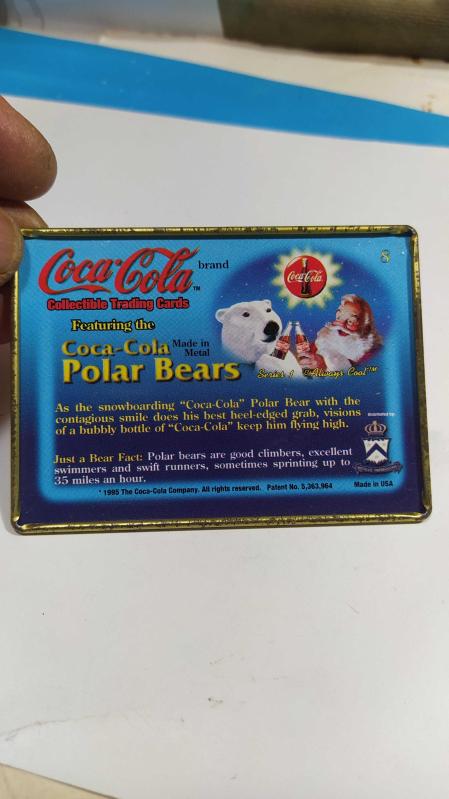 8
Coca-Cola™ brand
Collectible Trading Cards
Coca-Cola
Featuring the
Coca-Cola Made in Metal
Polar Bears
Series 1 "Always Cool"™
As the snowboarding “Coca-Cola” Polar Bear with the
contagious smile does his best heel-edged grab, visions
of a bubbly bottle of “Coca-Cola” keep him flying high.
Just a Bear Fact: Polar bears are good climbers, excellent
swimmers and swift runners, sometimes sprinting up to
35 miles an hour.
© 1995 The Coca-Cola Company. All rights reserved. Patent No. 5,363,964
Made in USA